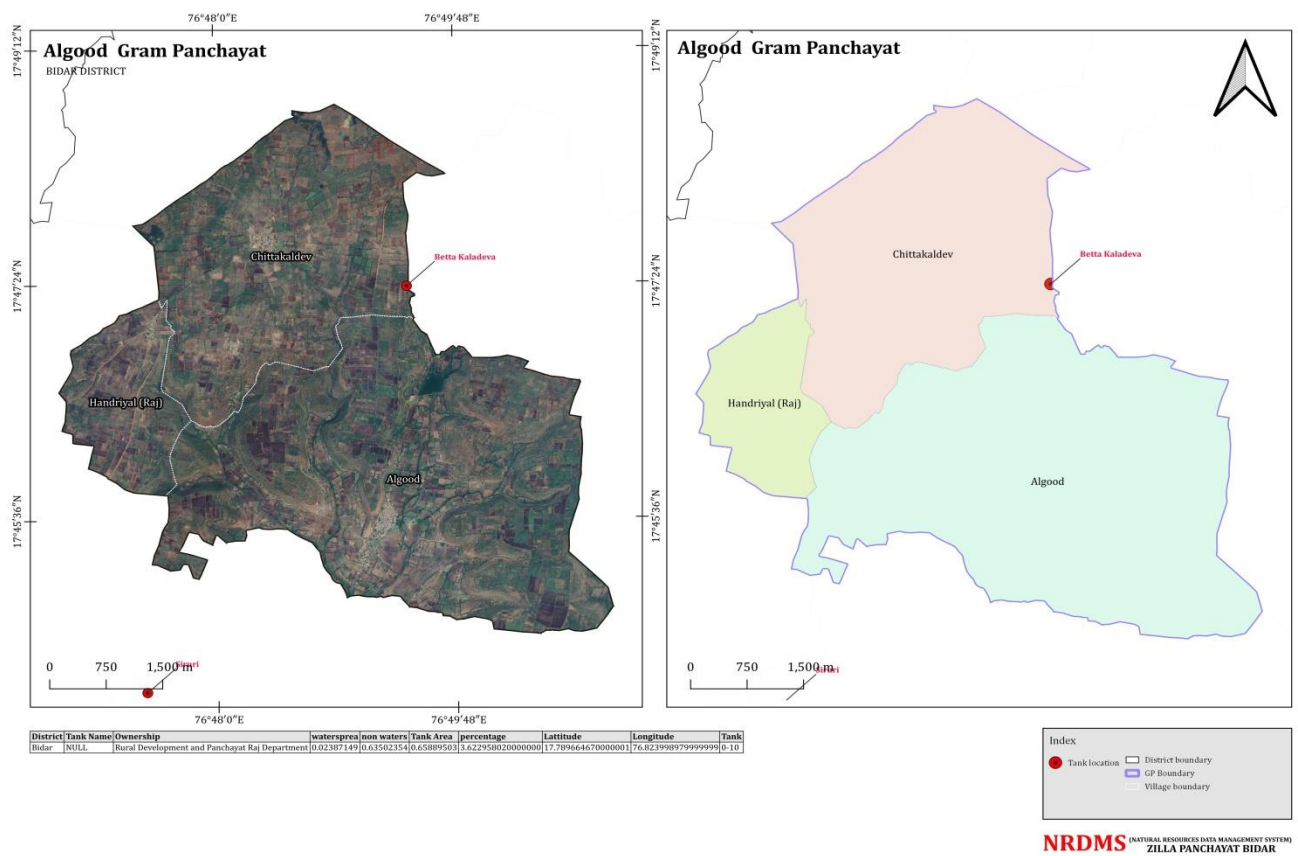 76°48′0″E 76°49′48″E
17°49′12″N
17°47′24″N
17°45′36″N
Algood Gram Panchayat
BIDAR DISTRICT
Chittakaldev
Betta Kaladeva
Handriyal (Raj)
Algood
0 750 1,500 m
Siruri
76°48′0″E 76°49′48″E
17°49′12″N
17°47′24″N
17°45′36″N
Algood Gram Panchayat
Chittakaldev
Betta Kaladeva
Handriyal (Raj)
Algood
0 750 1,500 m
Siruri
District Tank Name Ownership watersprea non waters Tank Area percentage Lattitude Longitude Tank
Bidar NULL Rural Development and Panchayat Raj Department 0.02387149 0.63502354 0.65889503 3.622958020000000 17.789664670000001 76.823998979999999 0-10
Index
Tank location
District boundary
GP Boundary
Village boundary
NRDMS (NATURAL RESOURCES DATA MANAGEMENT SYSTEM)
ZILLA PANCHAYAT BIDAR